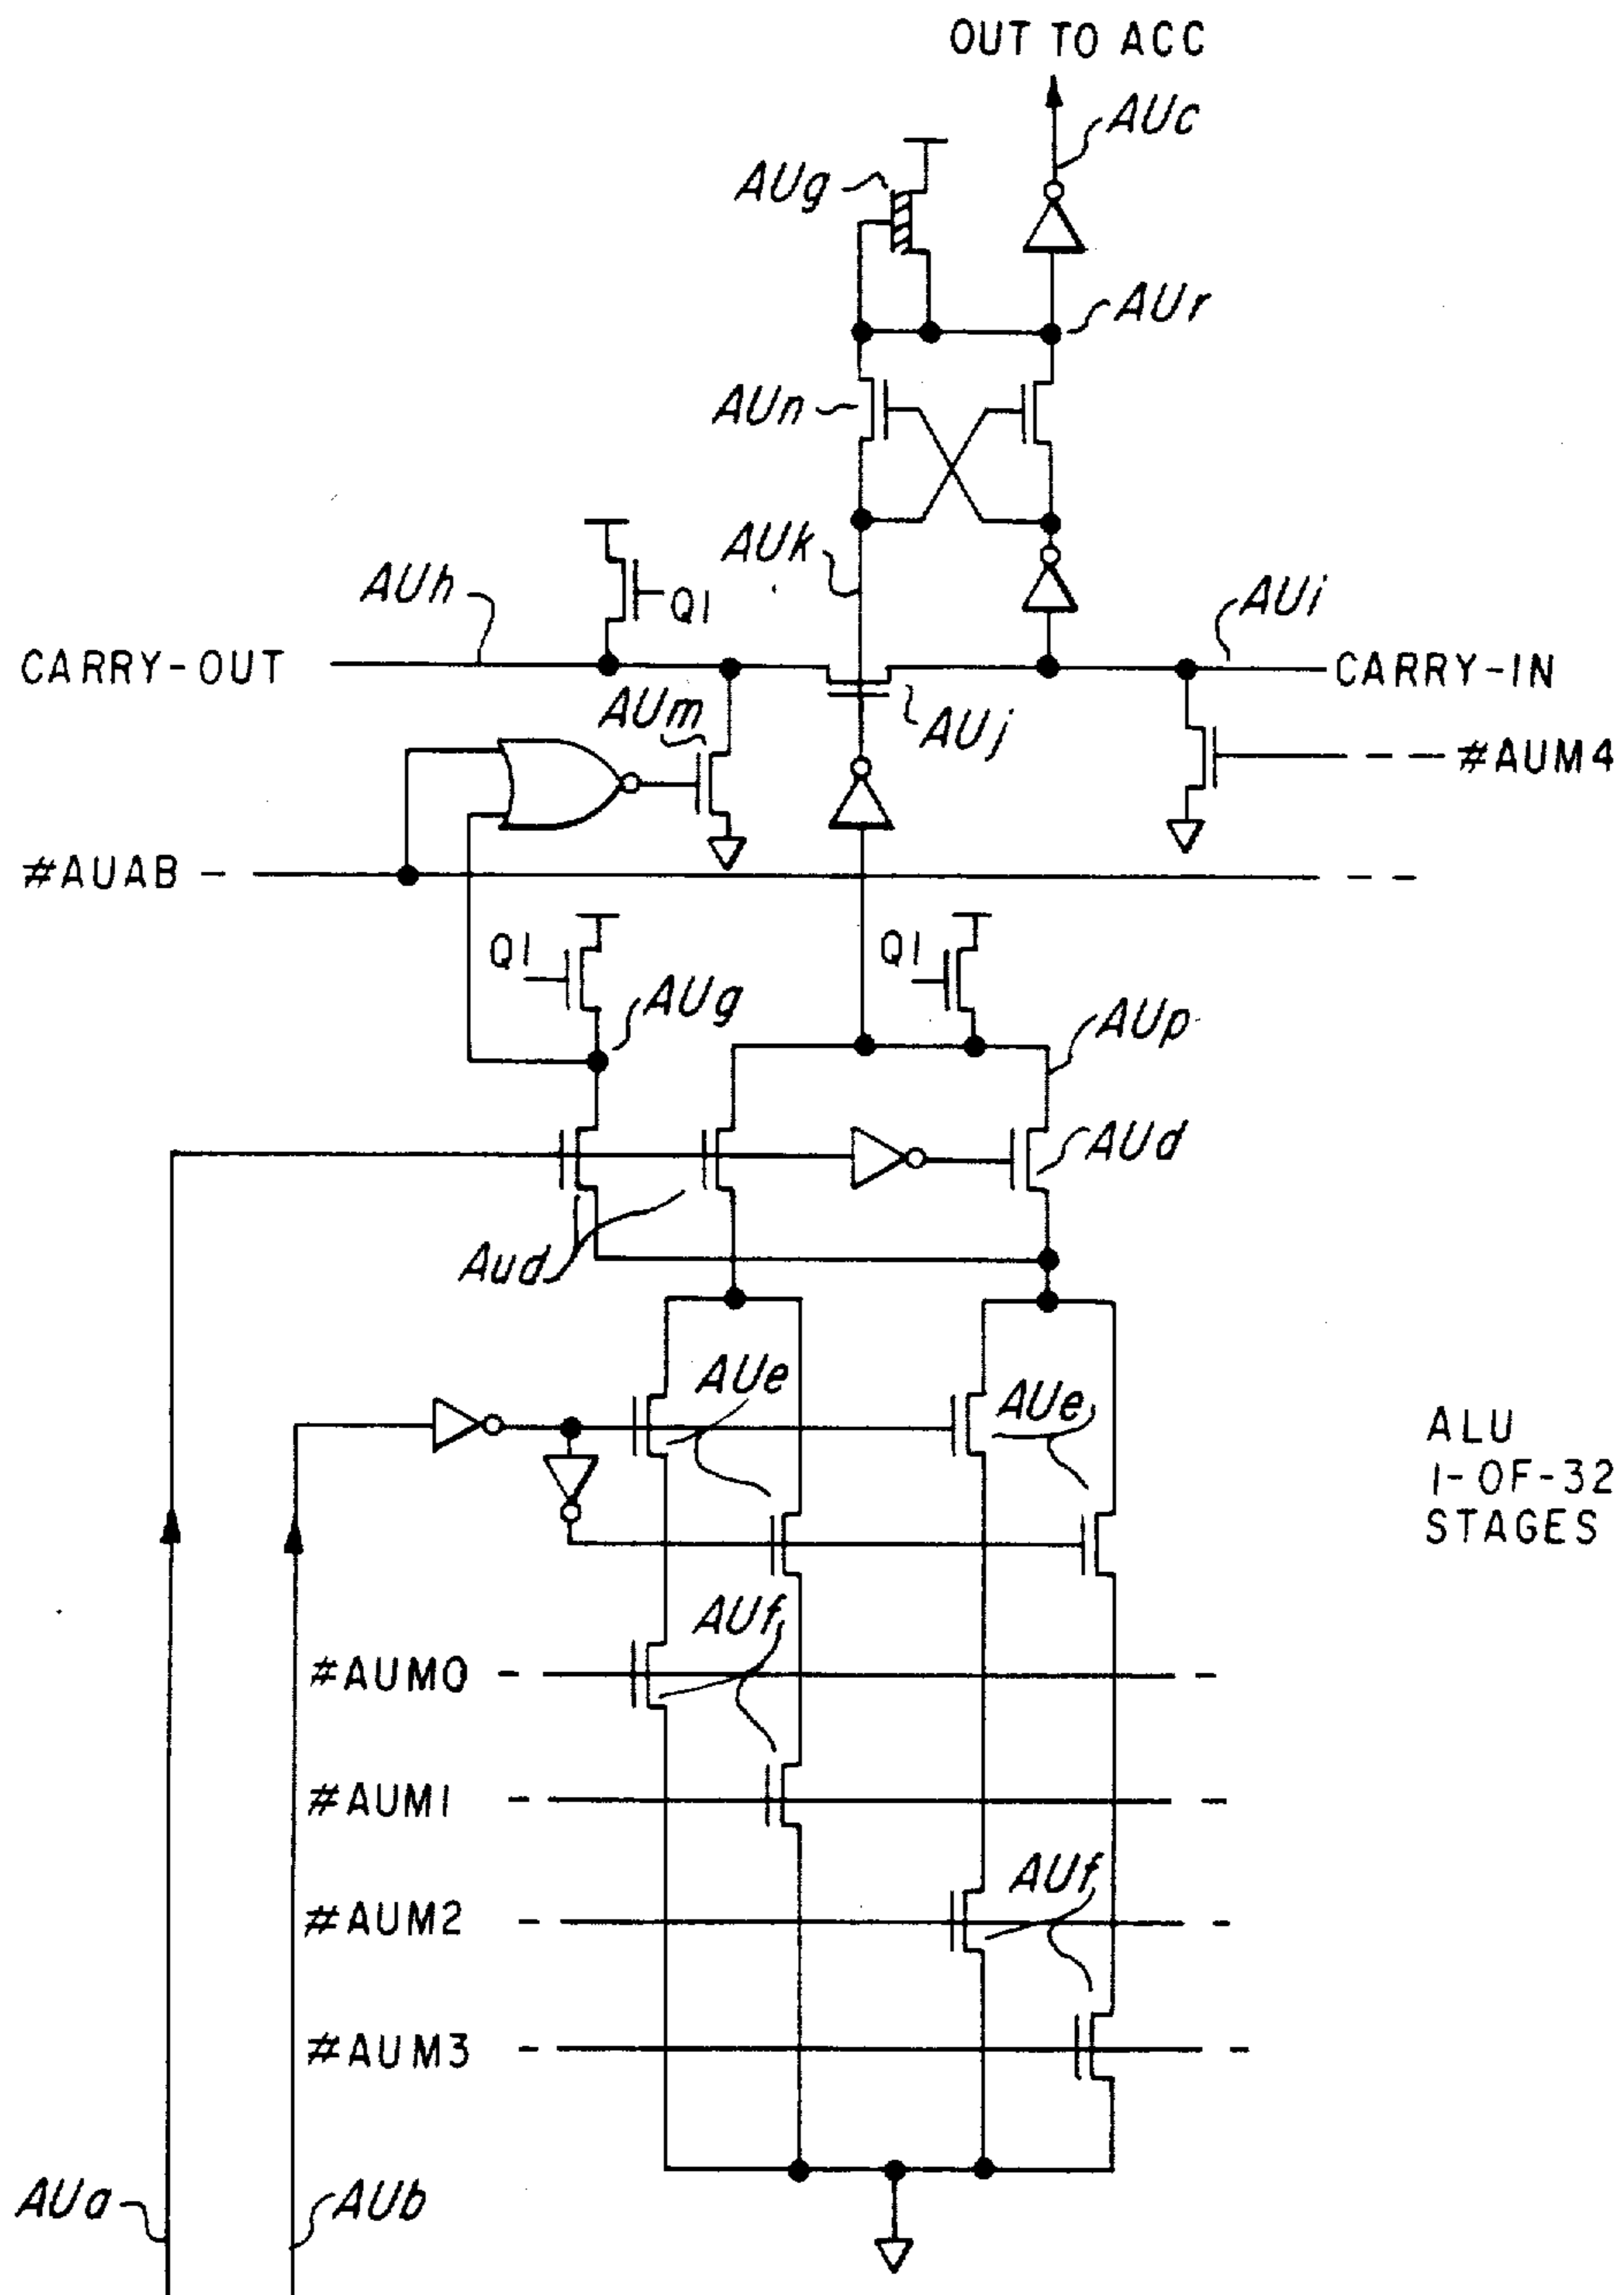 OUT TO ACC
AUc
AUg
AUr
AUn
AUk
AUh
Q1
AUi
CARRY-OUT
CARRY-IN
AUm
AUj
#AUM4
#AUAB
Q1
Q1
AUg
AUp
AUd
Aud
AUe
AUe
ALU
1-OF-32
STAGES
AUf
#AUM0
#AUM1
AUf
#AUM2
#AUM3
AUa
AUb